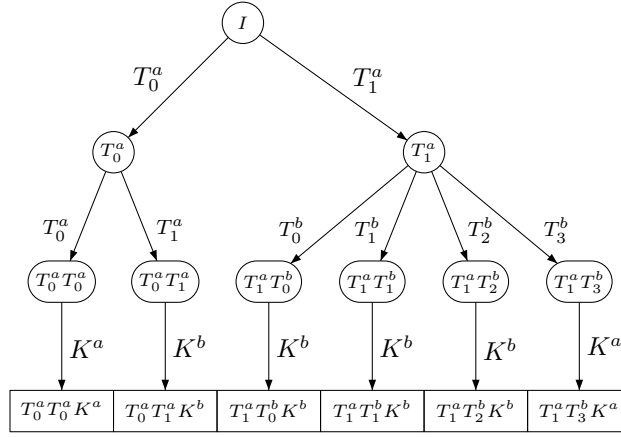 I
T_0^a T_1^a
T_0^a T_1^a
T_0^a T_1^a T_0^b T_1^b T_2^b T_3^b
T_0^a T_0^a T_0^a T_1^a T_1^a T_0^b T_1^a T_1^b T_1^a T_2^b T_1^a T_3^b
K^a K^b K^b K^b K^b K^a
T_0^a T_0^a K^a T_0^a T_1^a K^b T_1^a T_0^b K^b T_1^a T_1^b K^b T_1^a T_2^b K^b T_1^a T_3^b K^a